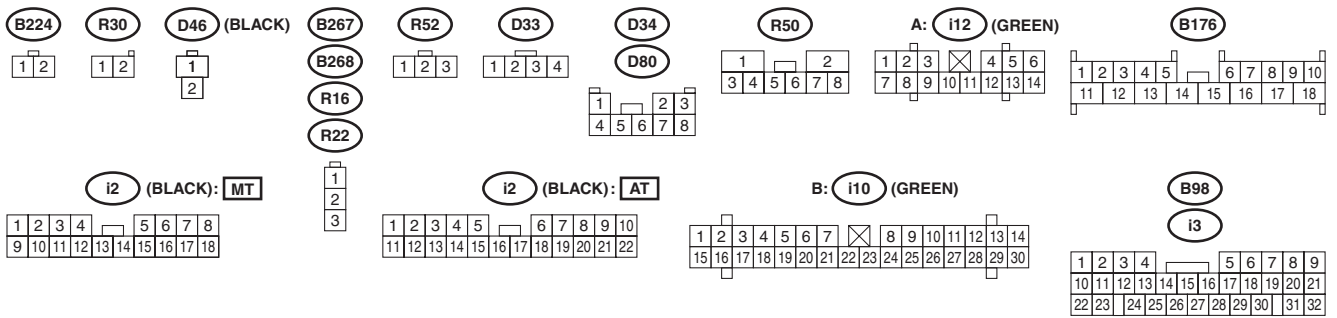 B224 R30 D46 (BLACK) B267 R52 D33 D34 R50 A: i12 (GREEN) B176
B268 D80
R16
R22
1 2
1 2
1
2
1
2
3
1 2 3
1 2 3 4
1 2 3
4 5 6 7 8
1 2
3 4 5 6 7 8
1 2 3 4 5 6
7 8 9 10 11 12 13 14
1 2 3 4 5 6 7 8 9 10
11 12 13 14 15 16 17 18
i2 (BLACK): MT
1 2 3 4 5 6 7 8
9 10 11 12 13 14 15 16 17 18
i2 (BLACK): AT
1 2 3 4 5 6 7 8 9 10
11 12 13 14 15 16 17 18 19 20 21 22
B: i10 (GREEN)
1 2 3 4 5 6 7 8 9 10 11 12 13 14
15 16 17 18 19 20 21 22 23 24 25 26 27 28 29 30
B98
i3
1 2 3 4 5 6 7 8 9
10 11 12 13 14 15 16 17 18 19 20 21
22 23 24 25 26 27 28 29 30 31 32